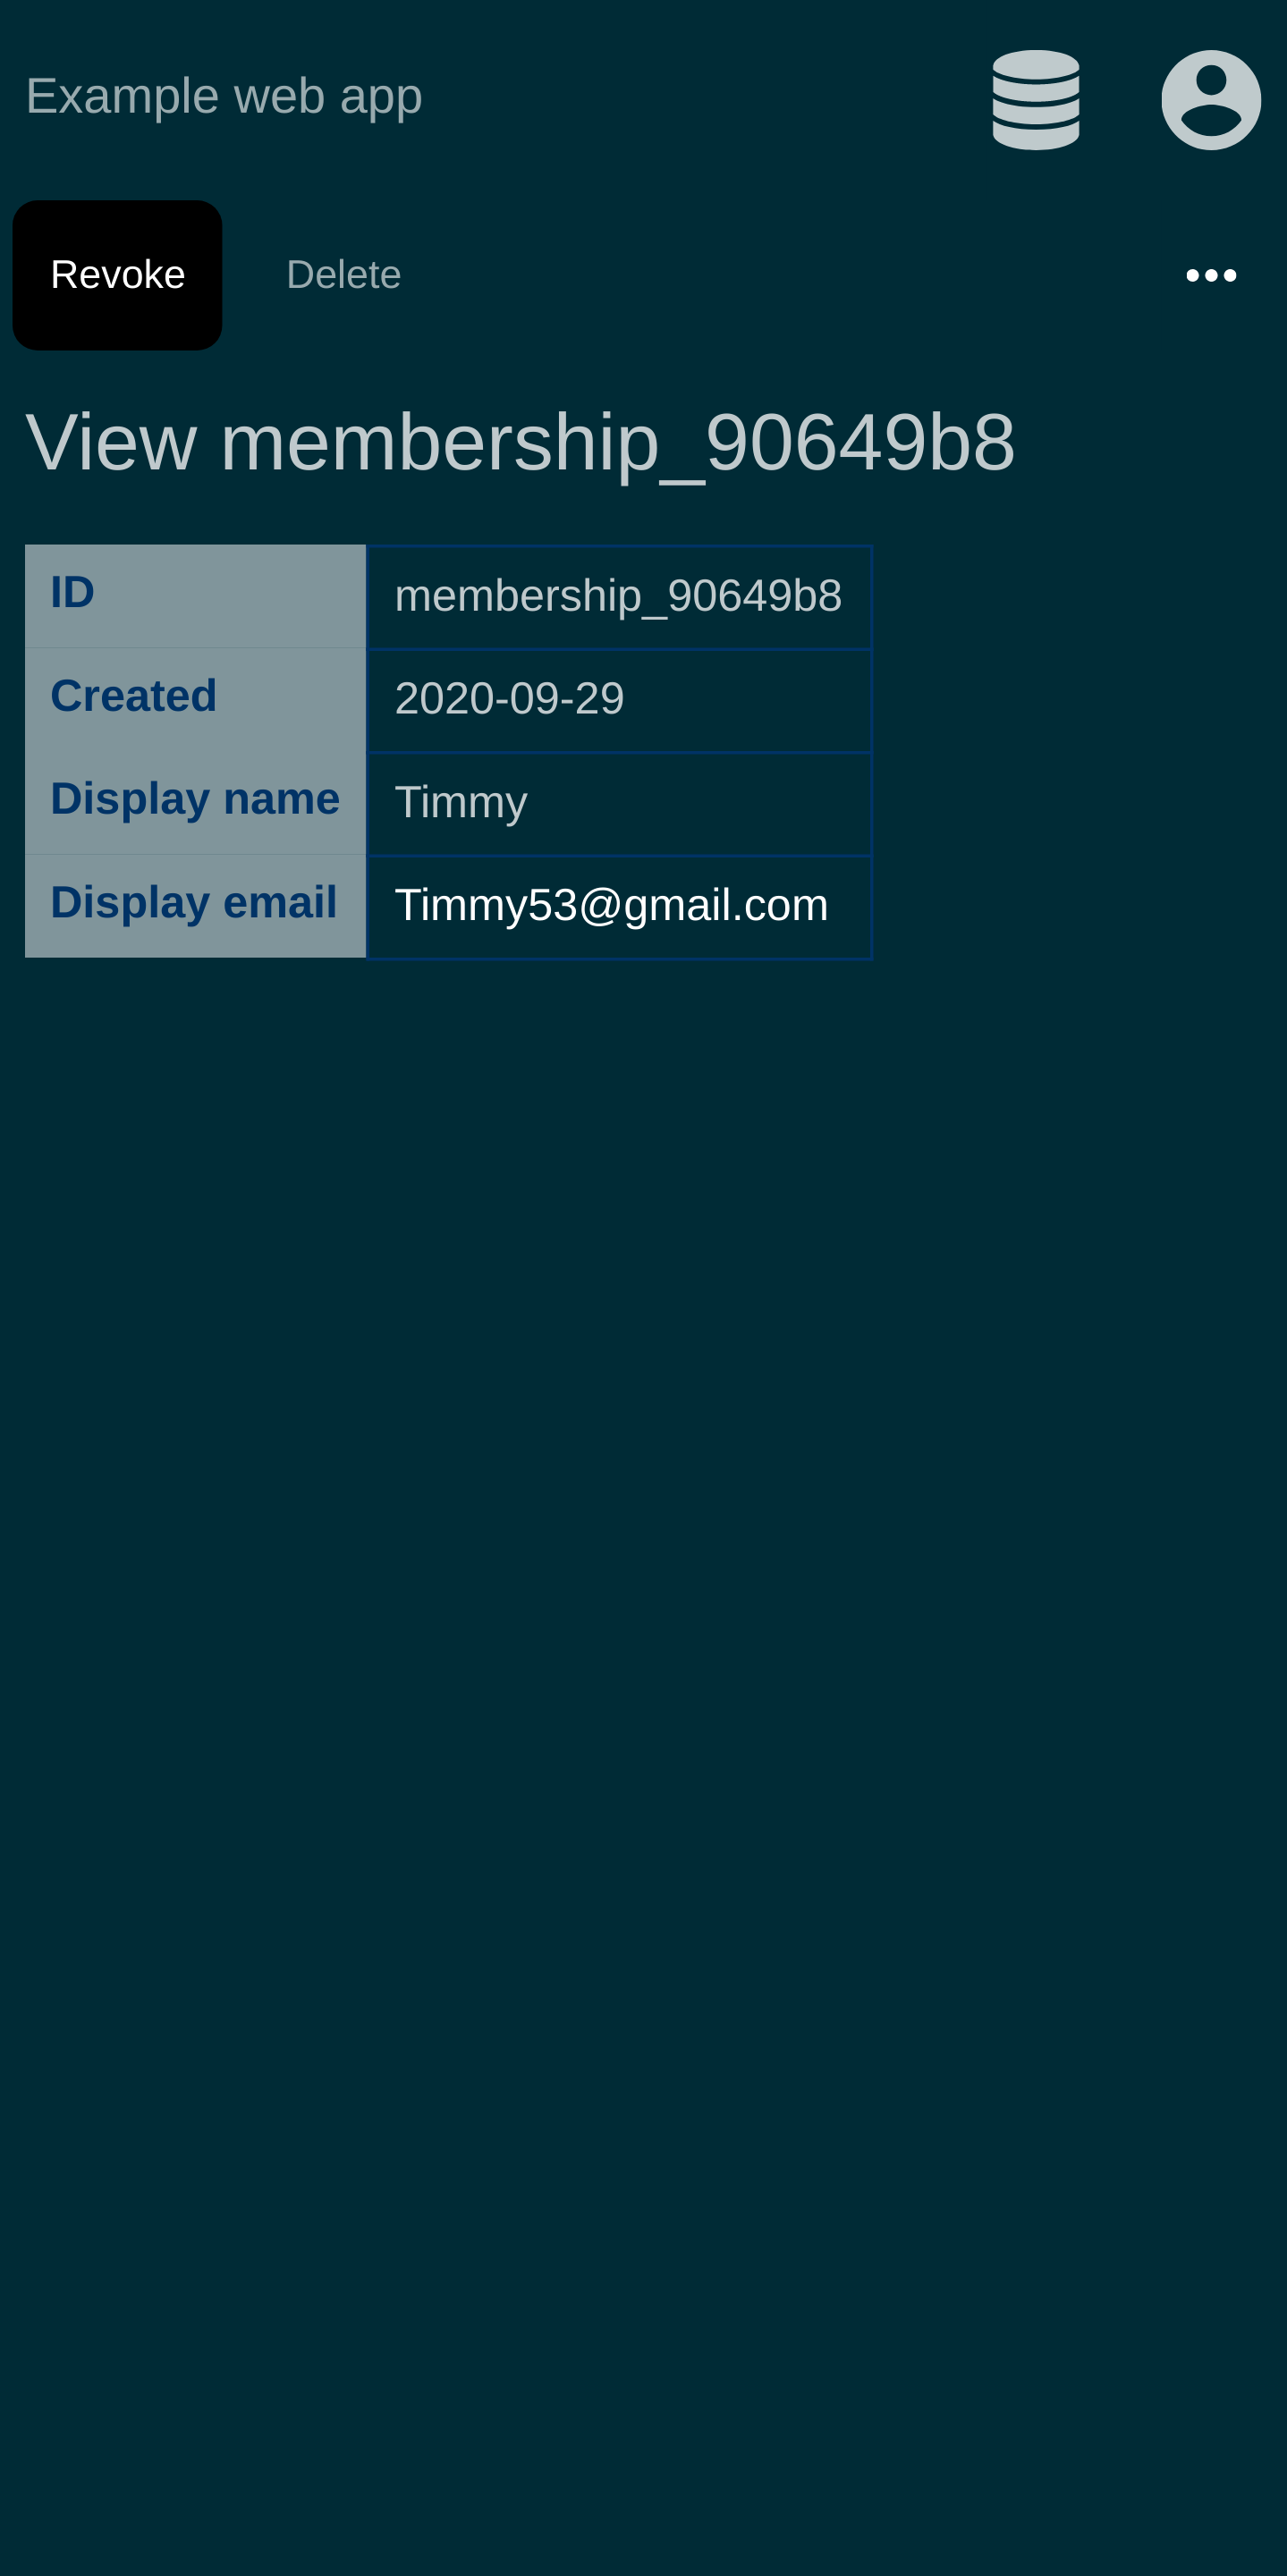 Example web app
Revoke Delete
View membership_90649b8
ID membership_90649b8
Created 2020-09-29
Display name Timmy
Display email Timmy53@gmail.com